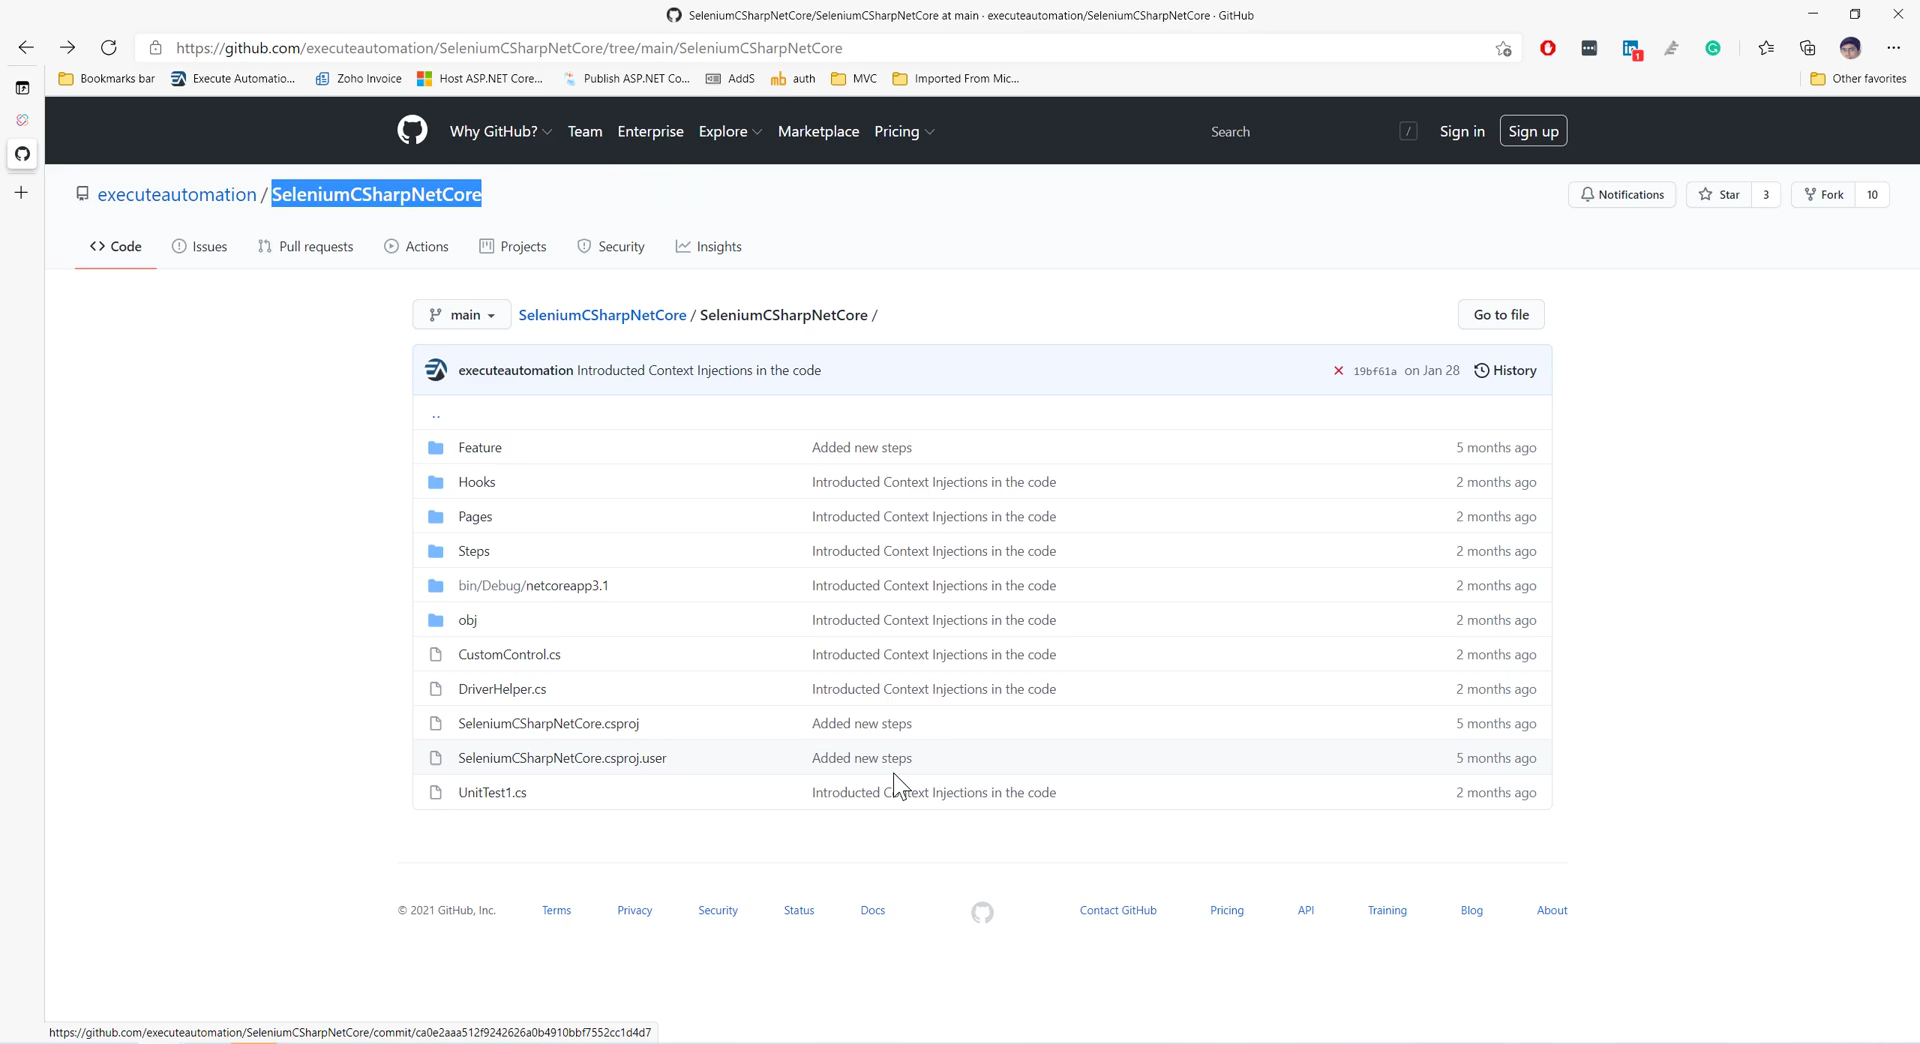 SeleniumCSharpNetCore/SeleniumCSharpNetCore at main · executeautomation/SeleniumCSharpNetCore · GitHub
https://github.com/executeautomation/SeleniumCSharpNetCore/tree/main/SeleniumCSharpNetCore
1
Bookmarks bar Execute Automatio... Zoho Invoice Host ASP.NET Core... Publish ASP.NET Co... AddS auth MVC Imported From Mic... Other favorites
Why GitHub? Team Enterprise Explore Marketplace Pricing Search / Sign in Sign up
executeautomation / SeleniumCSharpNetCore Notifications Star 3 Fork 10
Code Issues Pull requests Actions Projects Security Insights
main SeleniumCSharpNetCore / SeleniumCSharpNetCore / Go to file
executeautomation Introducted Context Injections in the code 19bf61a on Jan 28 History
..
Feature Added new steps 5 months ago
Hooks Introducted Context Injections in the code 2 months ago
Pages Introducted Context Injections in the code 2 months ago
Steps Introducted Context Injections in the code 2 months ago
bin/Debug/netcoreapp3.1 Introducted Context Injections in the code 2 months ago
obj Introducted Context Injections in the code 2 months ago
CustomControl.cs Introducted Context Injections in the code 2 months ago
DriverHelper.cs Introducted Context Injections in the code 2 months ago
SeleniumCSharpNetCore.csproj Added new steps 5 months ago
SeleniumCSharpNetCore.csproj.user Added new steps 5 months ago
UnitTest1.cs Introducted Context Injections in the code 2 months ago
© 2021 GitHub, Inc. Terms Privacy Security Status Docs Contact GitHub Pricing API Training Blog About
https://github.com/executeautomation/SeleniumCSharpNetCore/commit/ca0e2aaa512f9242626a0b4910bbf7552cc1d4d7